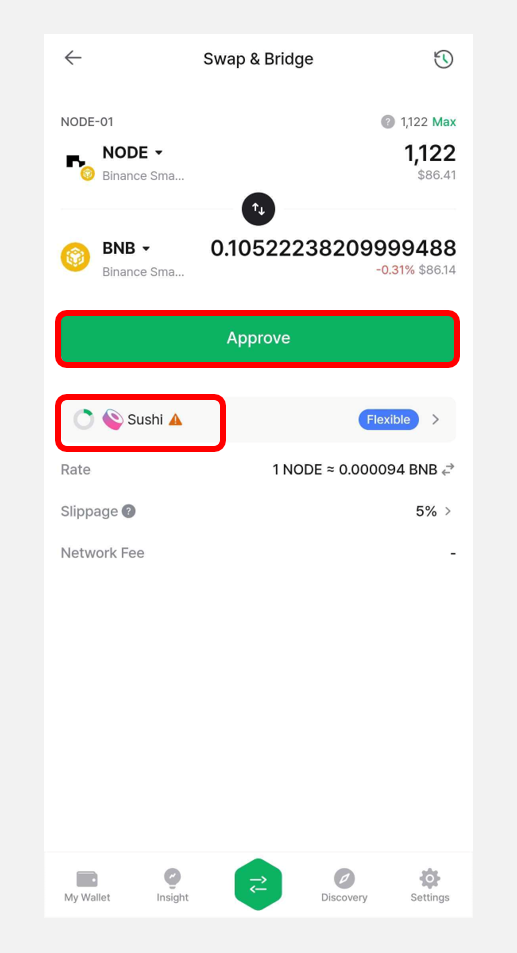 Swap & Bridge
NODE-01
? 1,122 Max
NODE
1,122
Binance Sma...
$86.41
BNB
0.10522238209999488
Binance Sma...
-0.31% $86.14
Approve
Sushi
Flexible
Rate
1 NODE ≈ 0.000094 BNB
Slippage ?
5%
Network Fee
-
My Wallet
Insight
Discovery
Settings